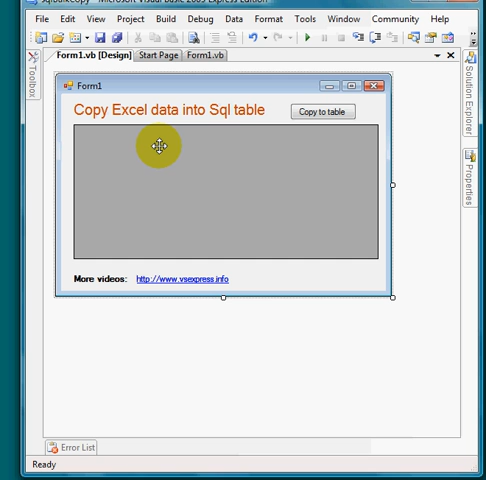 sqlBulkCopy - Microsoft Visual Basic 2005 Express Edition
File Edit View Project Build Debug Data Format Tools Window Community Help
Form1.vb [Design] Start Page Form1.vb
Toolbox
Solution Explorer
Properties
Form1
Copy Excel data into Sql table
Copy to table
More videos: http://www.vsexpress.info
Error List
Ready